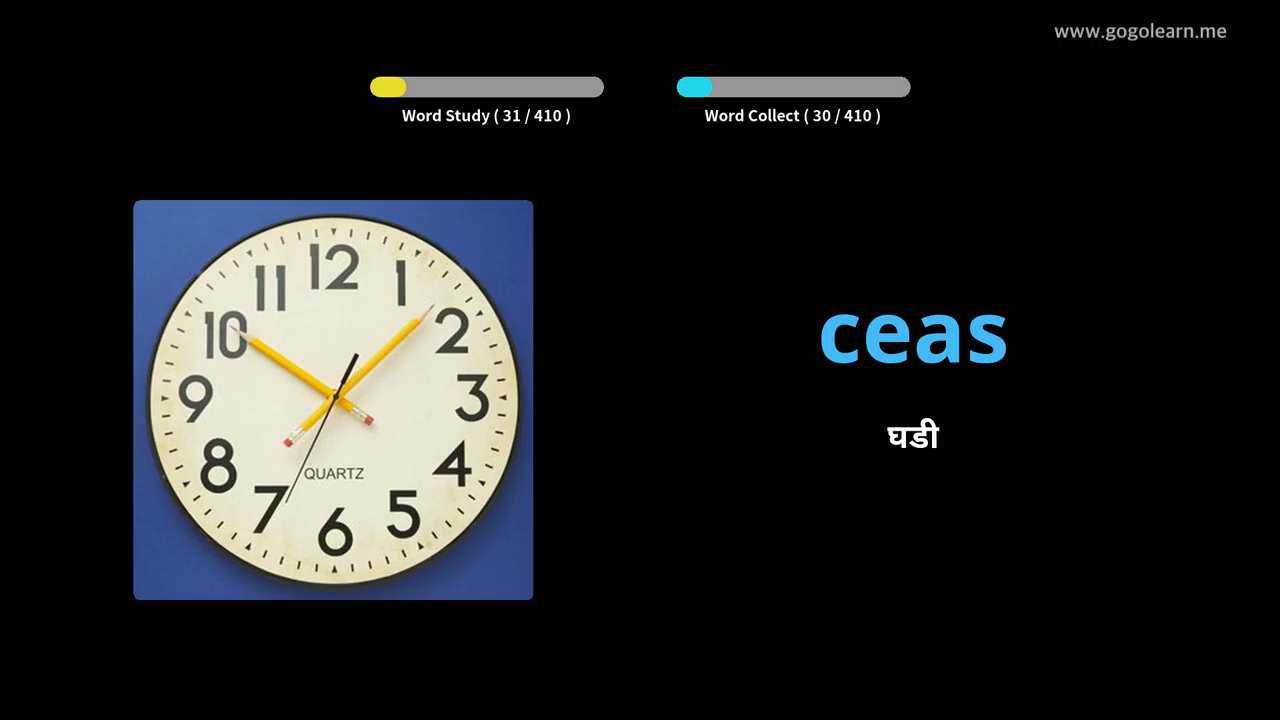 www.gogolearn.me
Word Study ( 31 / 410 )
Word Collect ( 30 / 410 )
12
11
1
10
2
9
3
8
4
QUARTZ
7
5
6
ceas
घडी